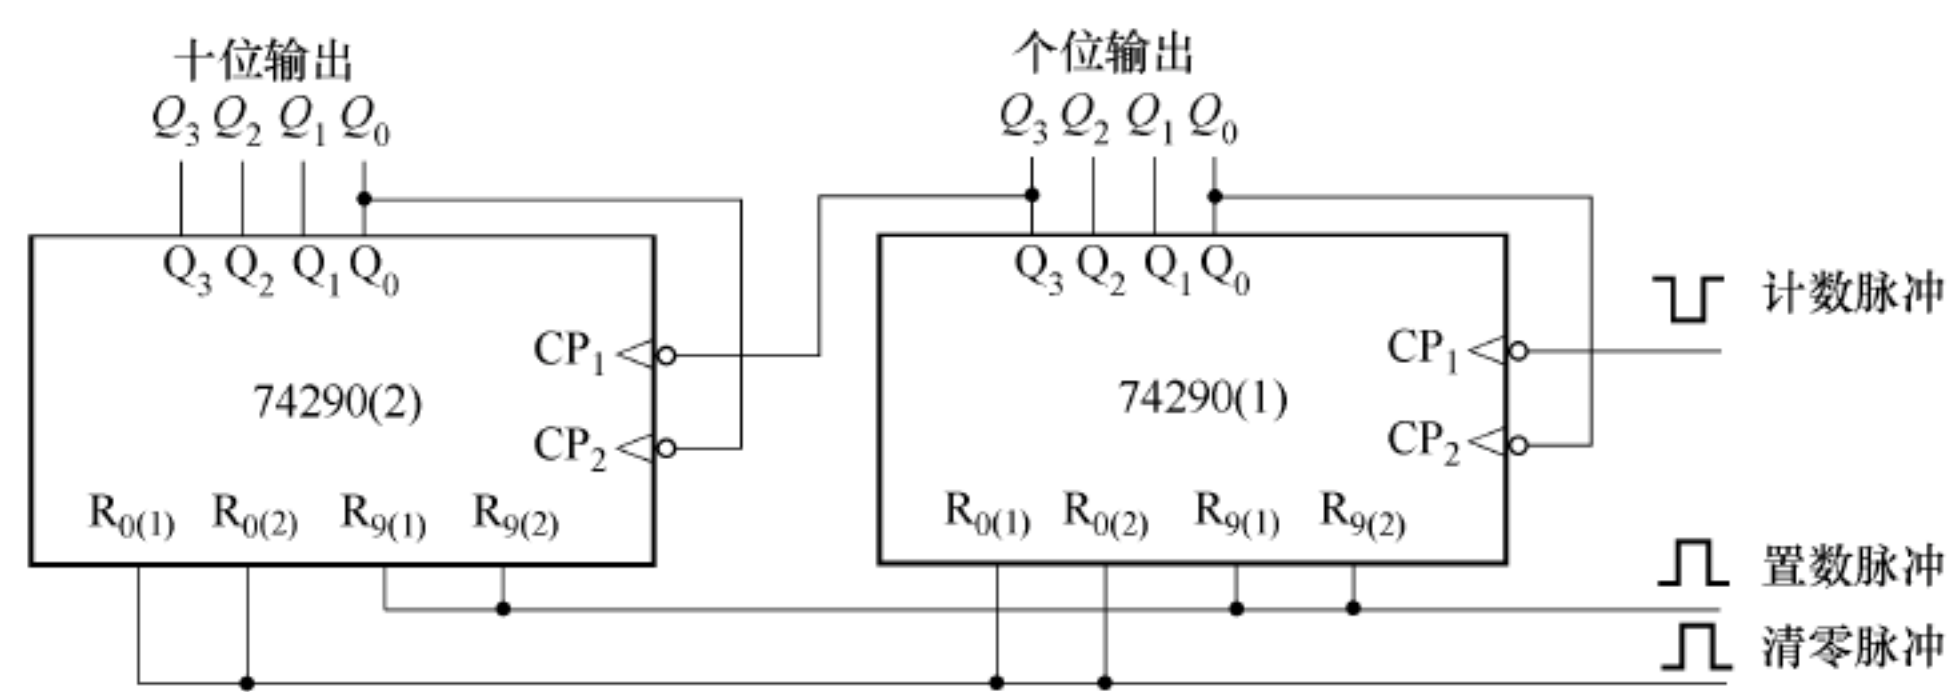 十位输出
Q3 Q2 Q1 Q0
个位输出
Q3 Q2 Q1 Q0
Q3 Q2 Q1 Q0
CP1
74290(2)
CP2
R0(1) R0(2) R9(1) R9(2)
Q3 Q2 Q1 Q0
CP1
74290(1)
CP2
R0(1) R0(2) R9(1) R9(2)
计数脉冲
置数脉冲
清零脉冲